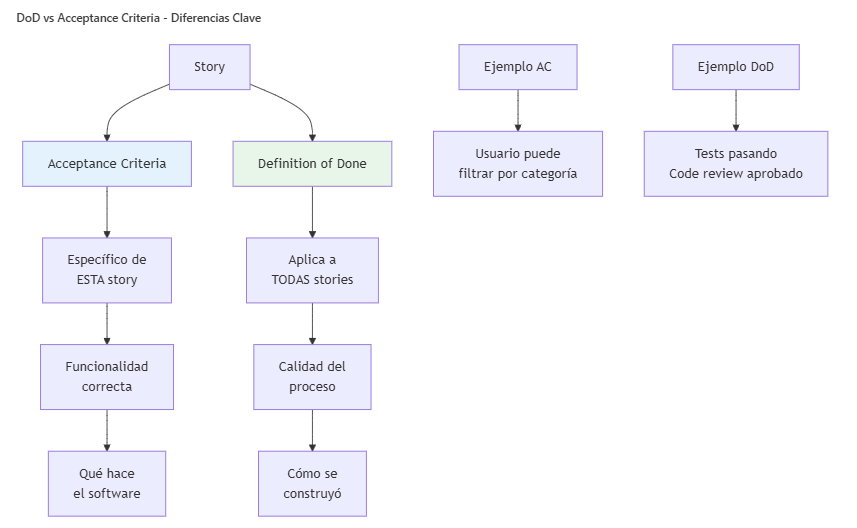 DoD vs Acceptance Criteria - Diferencias Clave
Story
Acceptance Criteria
Definition of Done
Específico de
ESTA story
Aplica a
TODAS stories
Funcionalidad
correcta
Calidad del
proceso
Qué hace
el software
Cómo se
construyó
Ejemplo AC
Usuario puede
filtrar por categoría
Ejemplo DoD
Tests pasando
Code review aprobado